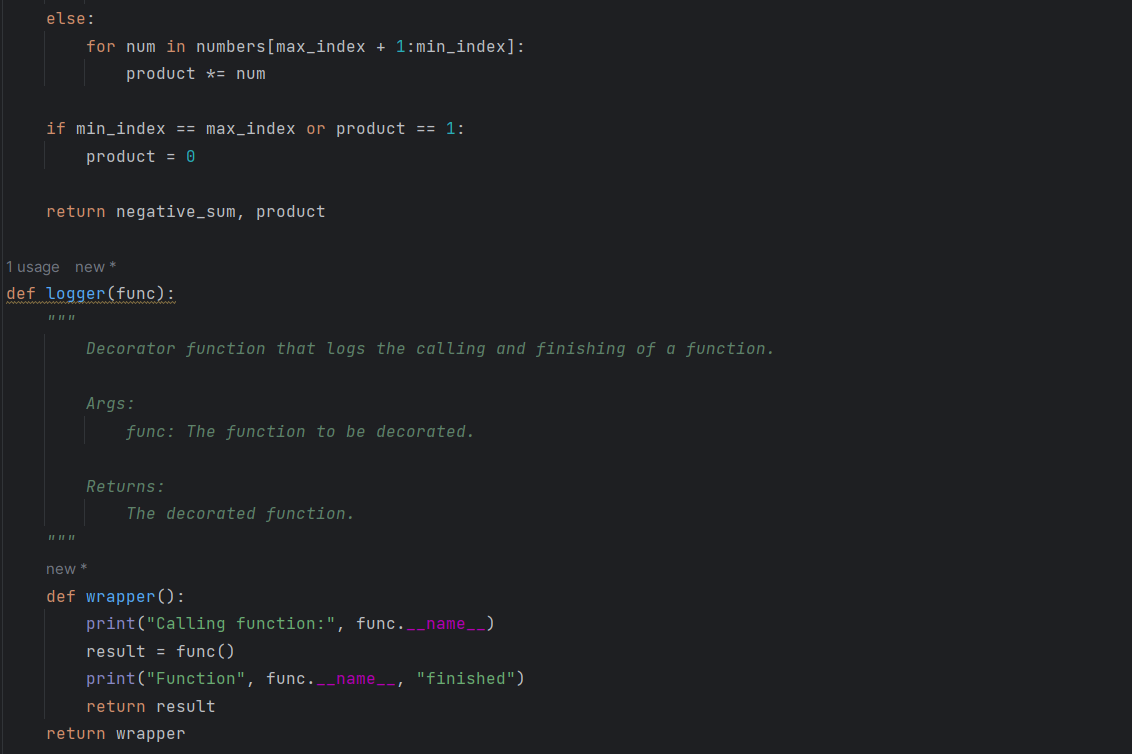 else:
for num in numbers[max_index + 1:min_index]:
product *= num
if min_index == max_index or product == 1:
product = 0
return negative_sum, product
1 usage new *
def logger(func):
"""
Decorator function that logs the calling and finishing of a function.
Args:
func: The function to be decorated.
Returns:
The decorated function.
"""
new *
def wrapper():
print("Calling function:", func.__name__)
result = func()
print("Function", func.__name__, "finished")
return result
return wrapper